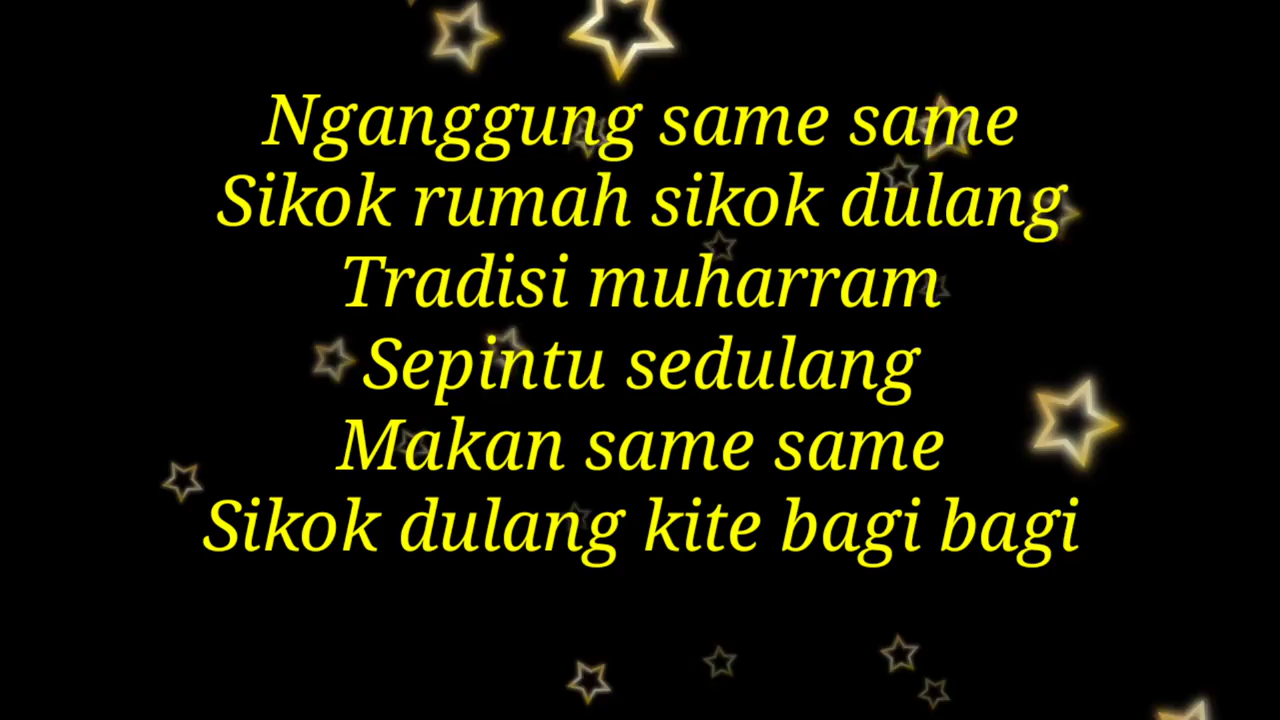 Nganggung same same
Sikok rumah sikok dulang
Tradisi muharram
Sepintu sedulang
Makan same same
Sikok dulang kite bagi bagi